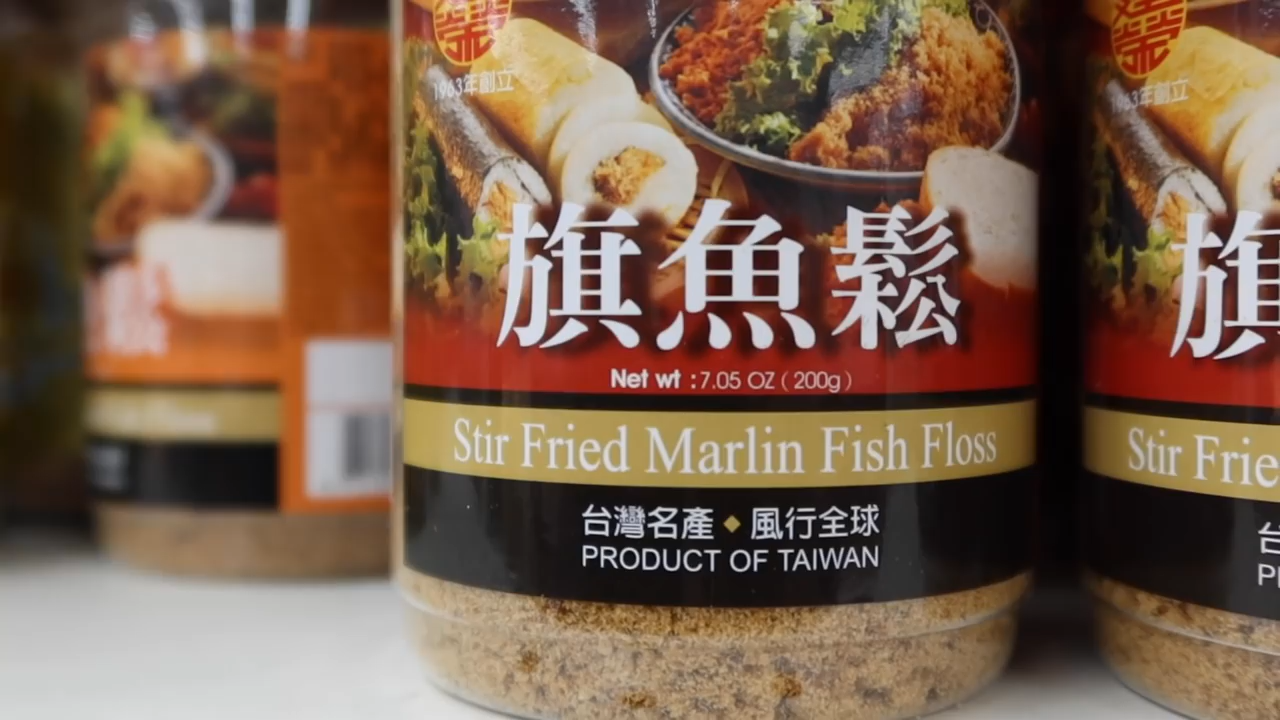 1963年創立
旗魚鬆
Net wt : 7.05 OZ ( 200g )
Stir Fried Marlin Fish Floss
台灣名產◆風行全球
PRODUCT OF TAIWAN
1963年創立
旗
Stir Frie
台
P